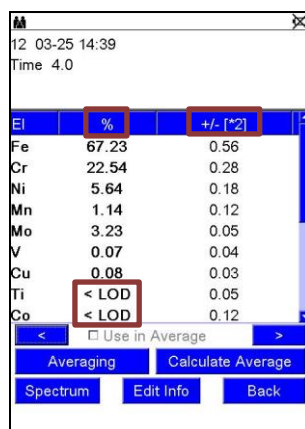 12 03-25 14:39
Time 4.0
El % +/- [*2]
Fe 67.23 0.56
Cr 22.54 0.28
Ni 5.64 0.18
Mn 1.14 0.12
Mo 3.23 0.05
V 0.07 0.04
Cu 0.08 0.03
Ti < LOD 0.05
Co < LOD 0.12
< Use in Average >
Averaging Calculate Average
Spectrum Edit Info Back